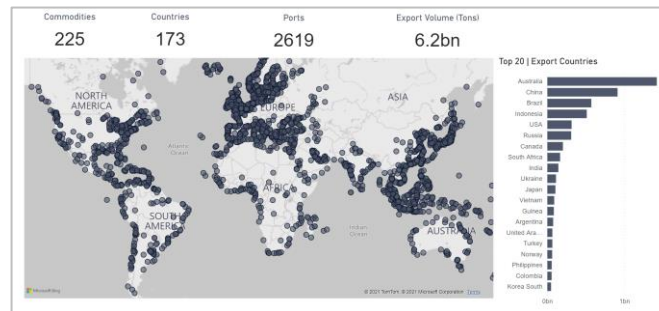 Commodities
Countries
Ports
Export Volume (Tons)
225
173
2619
6.2bn
NORTH
AMERICA
EUROPE
ASIA
Atlantic
Ocean
AFRICA
SOUTH
AMERICA
Indian
Ocean
AUSTRALIA
Microsoft Bing
© 2021 TomTom, © 2021 Microsoft Corporation Terms
Top 20 | Export Countries
Australia
China
Brazil
Indonesia
USA
Russia
Canada
South Africa
India
Ukraine
Japan
Vietnam
Guinea
Argentina
United Ara...
Turkey
Norway
Philippines
Colombia
Korea South
0bn
1bn